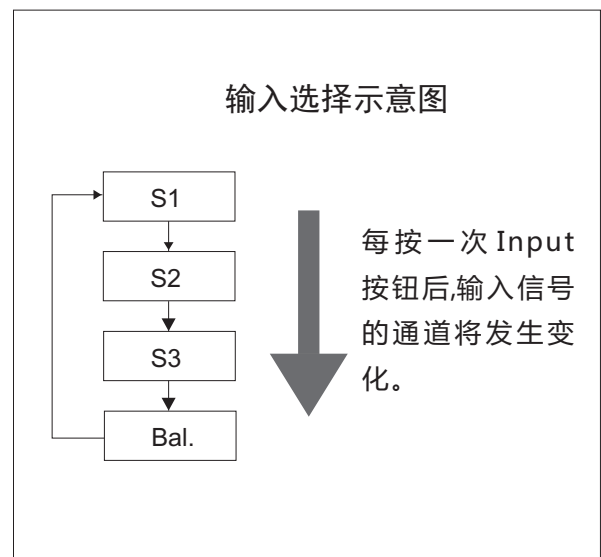 输入选择示意图
S1
S2
S3
Bal.
每按一次 Input
按钮后,输入信号
的通道将发生变
化。